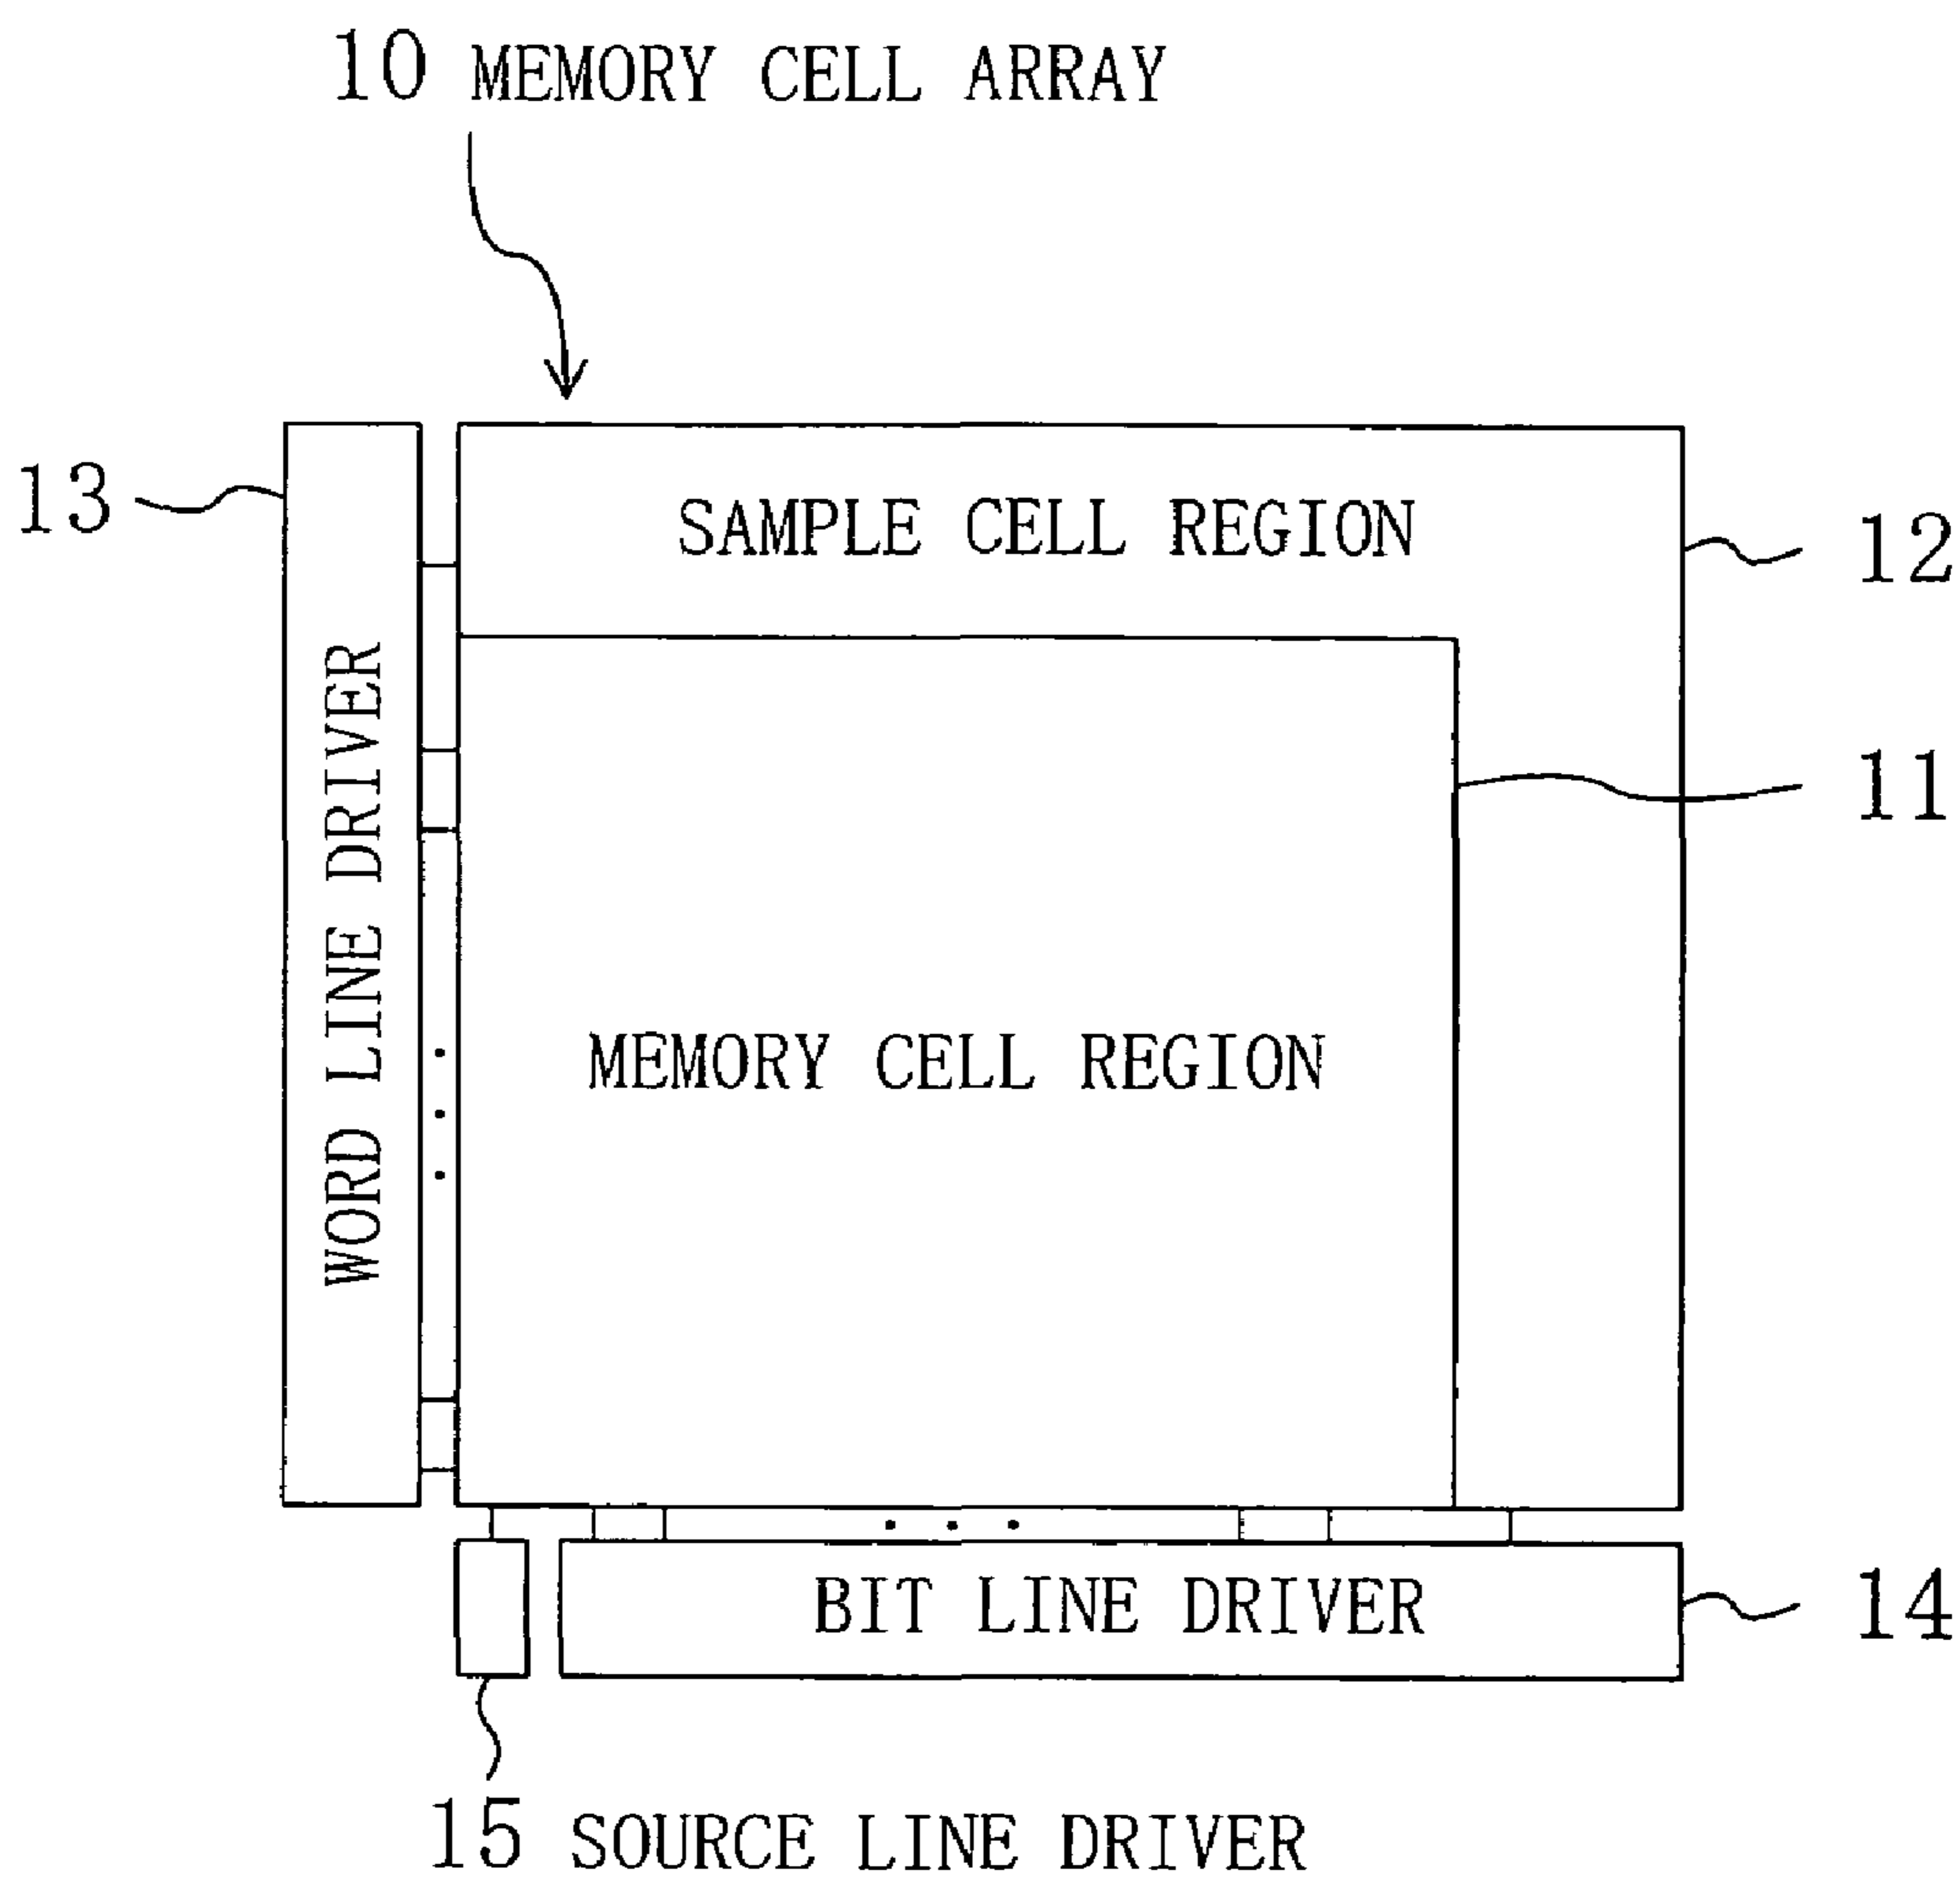 10 MEMORY CELL ARRAY
13
SAMPLE CELL REGION
12
WORD LINE DRIVER
11
MEMORY CELL REGION
BIT LINE DRIVER
14
15 SOURCE LINE DRIVER